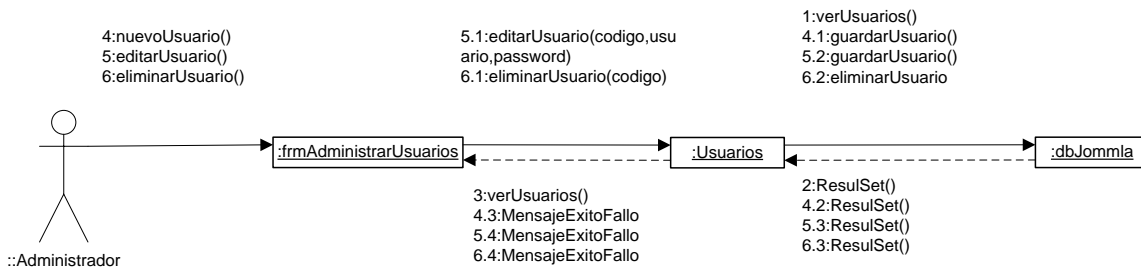 4:nuevoUsuario()
5:editarUsuario()
6:eliminarUsuario()
5.1:editarUsuario(codigo,usu
ario,password)
6.1:eliminarUsuario(codigo)
1:verUsuarios()
4.1:guardarUsuario()
5.2:guardarUsuario()
6.2:eliminarUsuario
:frmAdministrarUsuarios
:Usuarios
:dbJommla
3:verUsuarios()
4.3:MensajeExitoFallo
5.4:MensajeExitoFallo
6.4:MensajeExitoFallo
2:ResulSet()
4.2:ResulSet()
5.3:ResulSet()
6.3:ResulSet()
::Administrador